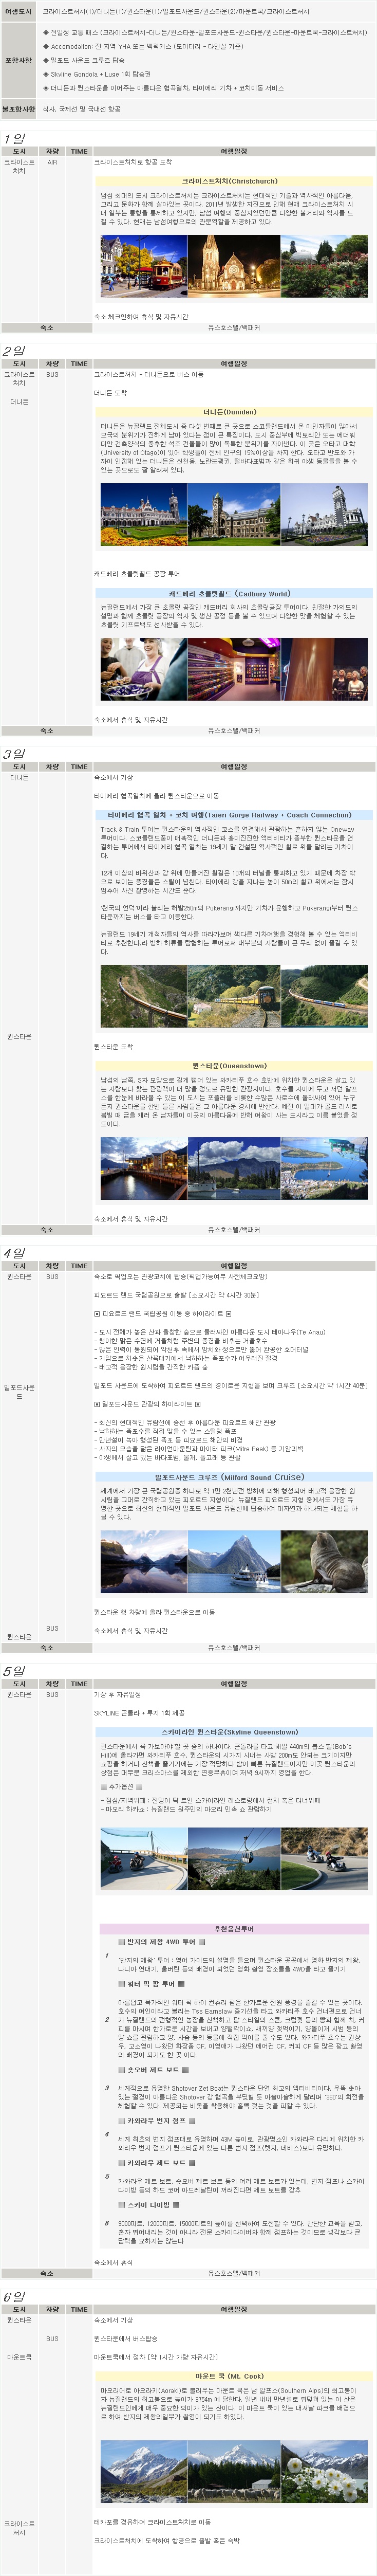 여행도시
크라이스트처치(1)/더니든(1)/퀸스타운(1)/밀포드사운드/퀸스타운(2)/마운트쿡/크라이스트처치
포함사항
◈ 전일정 교통 패스 (크라이스트처치-더니든/퀸스타운-밀포드사운드-퀸스타운/퀸스타운-마운트쿡-크라이스트처치)
◈ Accomodation: 전 지역 YHA 또는 백팩커스 (도미터리 - 다인실 기준)
◈ 밀포드 사운드 크루즈 탑승
◈ Skyline Gondola + Luge 1회 탑승권
◈ 더니든과 퀸스타운을 이어주는 아름다운 협곡열차, 타이에리 기차 + 코치이동 서비스
불포함사항
식사, 국제선 및 국내선 항공
1일
도시 차량 TIME 여행일정
크라이스트처치 AIR 크라이스트처치로 항공 도착
크라이스트처치(Christchurch)
남섬 최대의 도시 크라이스트처치는 크라이스트처치는 현대적인 기술과 역사적인 아름다움,
그리고 문화가 함께 살아있는 곳이다. 2011년 발생한 지진으로 인해 현재 크라이스트처치 시
내 일부는 통행을 통제하고 있지만, 남섬 여행의 중심지였던만큼 다양한 볼거리와 역사를 느
낄 수 있다. 현재는 남섬여행으로의 관문역할을 제공하고 있다.
숙소 체크인하여 휴식 및 자유시간
숙소 유스호스텔/백패커
2일
도시 차량 TIME 여행일정
크라이스트처치 BUS 크라이스트처치 - 더니든으로 버스 이동
더니든 더니든 도착
더니든(Duniden)
더니든은 뉴질랜드 전체도시 중 다섯 번째로 큰 곳으로 스코틀랜드에서 온 이민자들이 많아서
모국의 분위기가 진하게 남아 있다는 점이 큰 특징이다. 도시 중심부에 빅토리안 또는 에더워
디안 건축양식의 중후한 석조 건물들이 많이 독특한 분위기를 자아낸다. 이 곳은 오타고 대학
(University of Otago)이 있어 학생들이 전체 인구의 15%이상을 차지 한다. 오타고 반도와 가
까이 인접해 있는 더니든은 신천옹, 노란눈펭귄, 털바다표범과 같은 희귀 야생 동물들을 볼 수
있는 곳으로도 잘 알려져 있다.
캐드베리 초콜렛월드 공장 투어
캐드베리 초콜렛월드 (Cadbury World)
뉴질랜드에서 가장 큰 초콜릿 공장인 캐드버리 회사의 초콜릿공장 투어이다. 친절한 가이드의
설명과 함께 초콜릿 공장의 역사 및 생산 공정 등을 볼 수 있으며 다양한 맛을 체험할 수 있는
초콜릿 기프트백도 선사받을 수 있다.
숙소에서 휴식 및 자유시간
숙소 유스호스텔/백패커
3일
도시 차량 TIME 여행일정
더니든 숙소에서 기상
타이에리 협곡열차에 올라 퀸스타운으로 이동
타이에리 협곡 열차 + 코치 여행(Taieri Gorge Railway + Coach Connection)
Track & Train 투어는 퀸스타운의 역사적인 코스를 연결해서 관광하는 흔하지 않는 Oneway
투어이다. 스코틀랜드풍이 매혹적인 더니든과 흥미진진한 액티비티가 풍부한 퀸스타운을 연
결하는 투어에서 타이에리 협곡 열차는 19세기 말 건설된 역사적인 철로 위를 달리는 기차이
다.
12개 이상의 바위산과 강 위에 만들어진 철길은 10개의 터널을 통과하고 있기 때문에 차창 밖
으로 보이는 풍경들은 스릴이 넘친다. 타이에리 강을 지나는 높이 50m의 철교 위에서는 잠시
멈추어 사진 촬영하는 시간도 준다.
'천국의 언덕'이라 불리는 해발250m의 Pukerangi까지만 기차가 운행하고 Pukerangi부터 퀸스
타운까지는 버스를 타고 이동한다.
뉴질랜드 19세기 개척자들의 역사를 따라가보며 색다른 기차여행을 경험해 볼 수 있는 액티비
티로 추천한다.라 방하 하류를 탐험하는 투어로써 대부분의 사람들이 큰 무리 없이 즐길 수 있
다.
퀸스타운 퀸스타운 도착
퀸스타운(Queenstown)
남섬의 남쪽, S자 모양으로 길게 뻗어 있는 와카티푸 호수 호반에 위치한 퀸스타운은 살고 있
는 사람보다 찾는 관광객이 더 많을 정도로 유명한 관광지이다. 호수를 사이에 두고 서던 알프
스를 한눈에 바라볼 수 있는 이 도시는 포플러를 비롯한 수많은 사로수에 둘러싸여 있어 누구
든지 퀸스타운을 한번 들른 사람들은 그 아름다운 경치에 반한다. 예전 이 일대가 골드 러시로
붐빌 때 금을 캐러 온 남자들이 이곳의 아름다움에 반해 여왕이 사는 도시라고 이름 붙였을 정
도이다.
숙소에서 휴식 및 자유시간
숙소 유스호스텔/백패커
4일
도시 차량 TIME 여행일정
퀸스타운 BUS 숙소로 픽업오는 관광코치에 탑승(픽업가능여부 사전체크요망)
피요르드 랜드 국립공원으로 출발 [소요시간 약 4시간 30분]
▣ 피요르드 랜드 국립공원 이동 중 하이라이트 ▣
- 도시 전체가 높은 산과 울창한 숲으로 둘러싸인 아름다운 도시 테아나우(Te Anau)
- 청아한 맑은 수면에 거울처럼 주변의 풍경을 비추는 거울호수
- 많은 인력이 동원되어 약천후 속에서 망치와 정으로만 뚫어 완공한 호머터널
- 기암으로 치솟은 산꼭대기에서 낙하하는 폭포수가 어우러진 절경
- 태고적 웅장한 원시림을 간직한 카플 숲
밀포드사운드 밀포드 사운드에 도착하여 피요르드 랜드의 경이로운 지형을 보며 크루즈 [소요시간 약 1시간 40분]
▣ 밀포드사운드 관광의 하이라이트 ▣
- 최신의 현대적인 유람선에 승선 후 아름다운 피요르드 해안 관광
- 낙하하는 폭포수를 직접 맞을 수 있는 스털링 폭포
- 만년설이 녹아 형성된 폭포 등 피요르드 해안의 비경
- 사자의 모습을 닮은 라이언마운틴과 마이터 피크(Mitre Peak) 등 기암괴벽
- 야생에서 살고 있는 바다표범, 물개, 돌고래 등 관찰
밀포드사운드 크루즈 (Milford Sound Cruise)
세계에서 가장 큰 국립공원중 하나로 약 1만 2천년전 방하에 의해 형성되어 태고적 웅장한 원
시림을 그대로 간직하고 있는 피요르드 지형이다. 뉴질랜드 피요르드 지형 중에서도 가장 유
명한 곳으로 최신의 현대적인 밀포드 사운드 유람선에 탑승하여 대자연과 하나되는 체험을 하
실 수 있다.
퀸스타운 행 차량에 올라 퀸스타운으로 이동
BUS
퀸스타운 숙소에서 휴식 및 자유시간
숙소 유스호스텔/백패커
5일
도시 차량 TIME 여행일정
퀸스타운 BUS 기상 후 자유일정
SKYLINE 곤돌라 + 루지 1회 제공
스카이라인 퀸스타운(Skyline Queenstown)
퀸스타운에서 꼭 가보아야 할 곳 중의 하나이다. 곤돌라를 타고 해발 440m의 봅스 힐(Bob's
Hill)에 올라가면 와카티푸 호수, 퀸스타운의 시가지 시내는 사방 200m도 안되는 크기이지만
쇼핑을 하거나 산책을 즐기기에는 가장 적당하다 밤이 빠른 뉴질랜드이지만 이곳 퀸스타운의
상점은 대부분 크리스마스를 제외한 연중무휴이며 저녁 9시까지 영업을 한다.
▣ 추가옵션 ▣
- 점심/저녁뷔페 : 전망이 탁 트인 스카이라인 레스토랑에서 런치 혹은 디너뷔페
- 마오리 하카쇼 : 뉴질랜드 원주민의 마오리 민속 쇼 관람하기
추천옵션투어
1 ▣ 반지의 제왕 4WD 투어 ▣
'반지의 제왕' 투어 : 영어 가이드의 설명을 들으며 퀸스타운 곳곳에서 영화 반지의 제왕,
나니아 연대기, 울버린 등의 배경이 되었던 영화 촬영 장소들을 4WD를 타고 즐기기
2 ▣ 워터 픽 팜 투어 ▣
아름답고 목가적인 워터 픽 하이 컨츄리 팜은 한가로운 전원 풍경을 즐길 수 있는 곳이다.
호수의 여인이라고 불리는 Tss Earnslaw 증기선을 타고 와카티푸 호수 건너편으로 건너
가 뉴질랜드의 전형적인 농장을 산책하고 팜 스타일의 스콘, 크럼펫 등의 빵과 함께 차, 커
피를 마시며 한가로운 시간을 보내고 양털깎이쇼, 새끼양 젖먹이기, 양몰이개 시범 등의
양 쇼를 관람하고 양, 사슴 등의 동물에 직접 먹이를 줄 수도 있다. 와카티푸 호수는 원상
우, 고소영이 나왔던 화장품 CF, 이영애가 나왔던 에어컨 CF, 커피 CF 등 많은 광고 촬영
의 배경이 되기도 한 곳 이다.
3 ▣ 숏오버 제트 보트 ▣
세계적으로 유명한 Shotover Zet Boat는 퀸스타운 단연 최고의 액티비티이다. 우뚝 솟아
있는 절경이 아름다운 Shotover 강 협곡을 부딪칠 듯 아슬아슬하게 달리며 '360'의 회전을
체험할 수 있다. 제공되는 비옷을 착용해야 흠뻑 젖는 것을 피할 수 있다.
4 ▣ 카와라우 번지 점프 ▣
세계 최초의 번지 점프대로 유명하며 43M 높이로, 관광명소인 카와라우 다리에 위치한 카
와라우 번지 점프가 퀸스타운에 있는 다른 번지 점프(렛지, 네비스)보다 유명하다.
5 ▣ 카와라우 제트 보트 ▣
카와라우 제트 보트, 숏오버 제트 보트 등의 여러 제트 보트가 있는데, 번지 점프나 스카이
다이빙 등의 하드 코어 아드레날린이 꺼려진다면 제트 보트를 강추
6 ▣ 스카이 다이빙 ▣
9000피트, 12000피트, 15000피트의 높이를 선택하여 도전할 수 있다. 간단한 교육을 받고,
혼자 뛰어내리는 것이 아니라 전문 스카이다이버와 함께 점프하는 것이므로 생각보다 큰
담력을 요하지는 않는다
숙소에서 휴식
숙소 유스호스텔/백패커
6일
도시 차량 TIME 여행일정
퀸스타운 숙소에서 기상
BUS 퀸스타운에서 버스탑승
마운트쿡 마운트쿡에서 정차 [약 1시간 가량 자유시간]
마운트 쿡 (Mt. Cook)
마오리어로 아오라키(Aoraki)로 불리우는 마운트 쿡은 남 알프스(Southern Alps)의 최고봉이
자 뉴질랜드의 최고봉으로 높이가 3754m 에 달한다. 일년 내내 만년설로 뒤덮혀 있는 이 산은
뉴질랜드인에게 매우 중요한 의미가 있는 산이다. 이 마운트 쿡이 있는 내셔날 파크를 배경으
로 하여 반지의 제왕의일부가 촬영이 되기도 하였다.
테카포를 경유하며 크라이스트처치로 이동
크라이스트처치 크라이스트처치에 도착하여 항공으로 출발 혹은 숙박